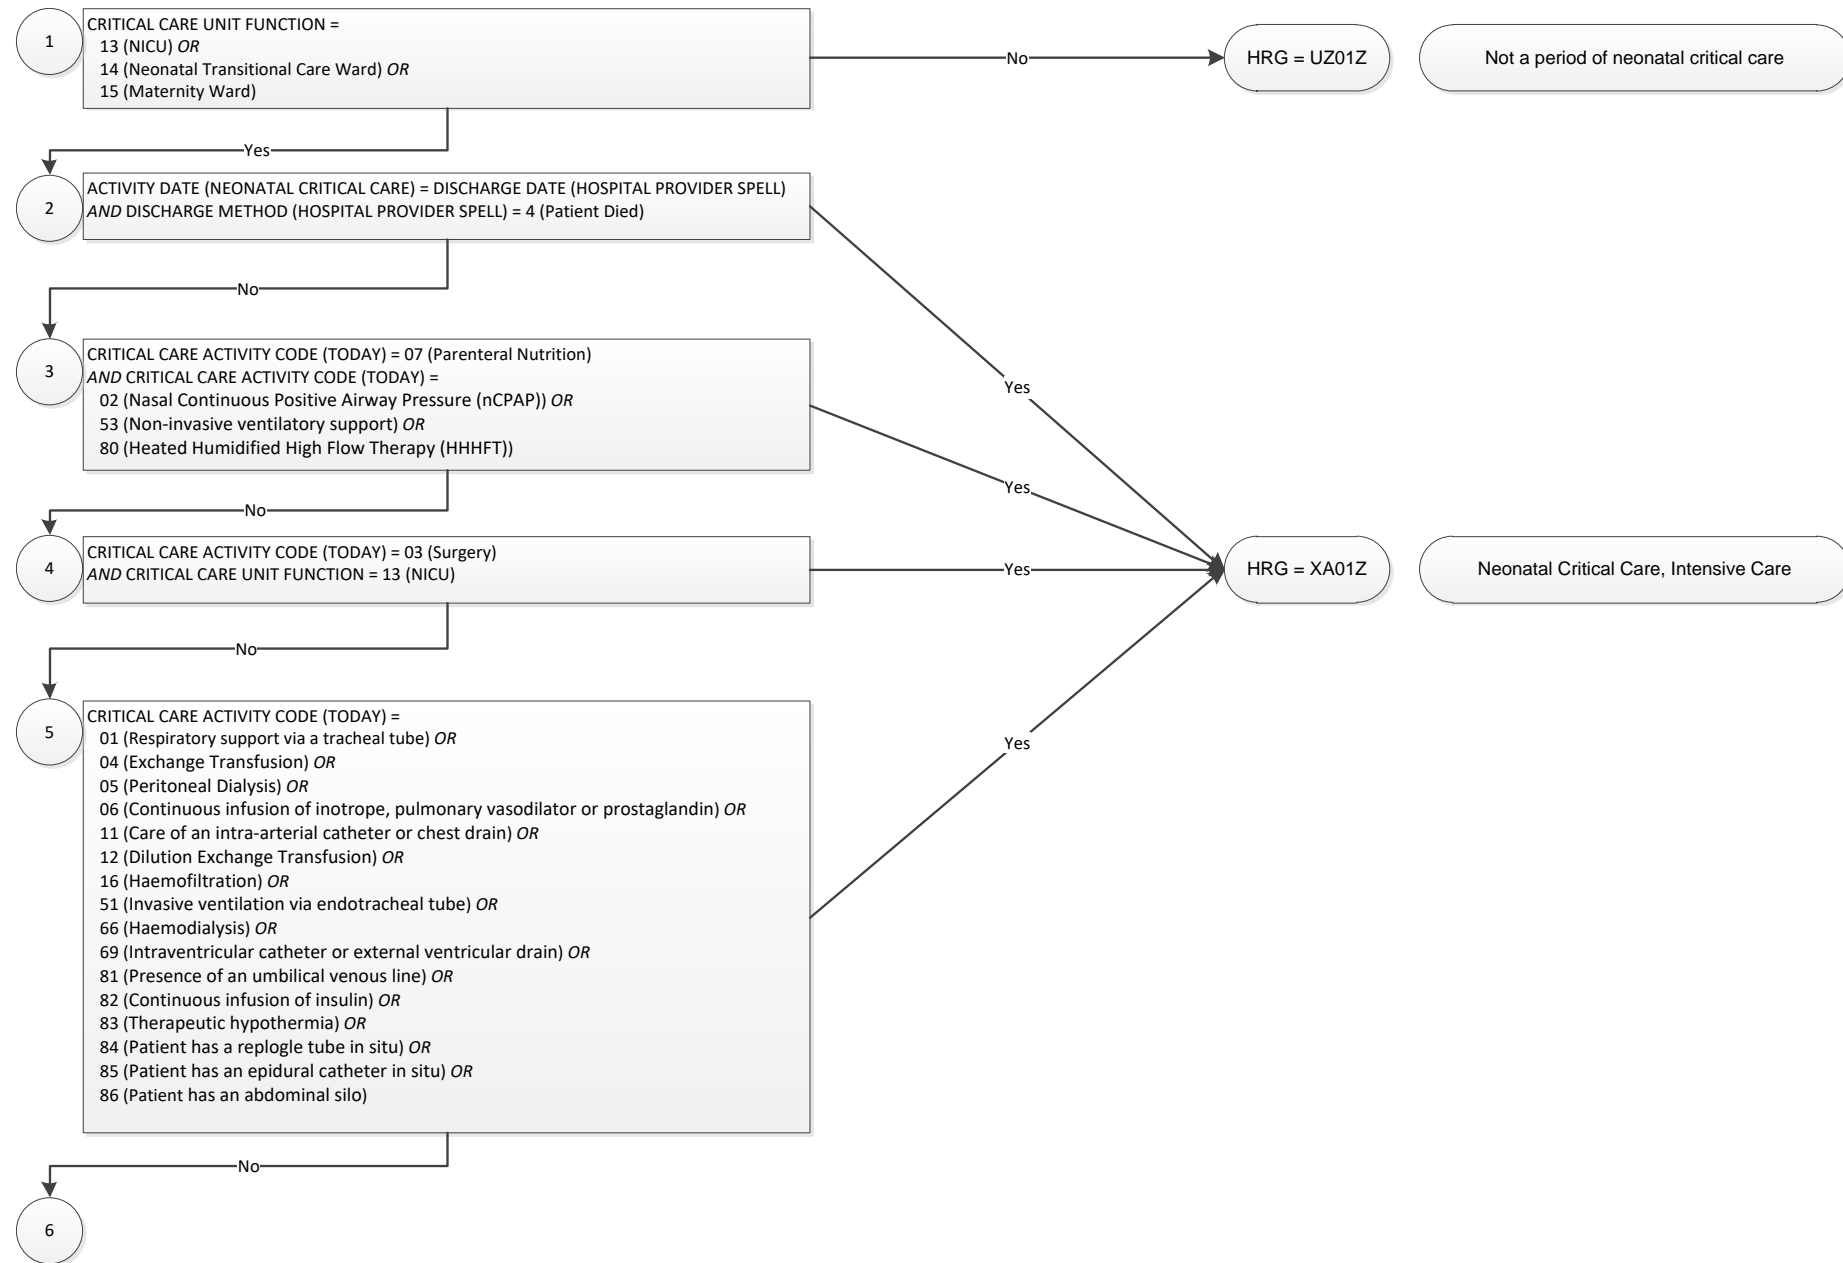 1
CRITICAL CARE UNIT FUNCTION =
13 (NICU) OR
14 (Neonatal Transitional Care Ward) OR
15 (Maternity Ward)
No
HRG = UZ01Z
Not a period of neonatal critical care
Yes
2
ACTIVITY DATE (NEONATAL CRITICAL CARE) = DISCHARGE DATE (HOSPITAL PROVIDER SPELL)
AND DISCHARGE METHOD (HOSPITAL PROVIDER SPELL) = 4 (Patient Died)
Yes
No
3
CRITICAL CARE ACTIVITY CODE (TODAY) = 07 (Parenteral Nutrition)
AND CRITICAL CARE ACTIVITY CODE (TODAY) =
02 (Nasal Continuous Positive Airway Pressure (nCPAP)) OR
53 (Non-invasive ventilatory support) OR
80 (Heated Humidified High Flow Therapy (HHHFT))
Yes
No
4
CRITICAL CARE ACTIVITY CODE (TODAY) = 03 (Surgery)
AND CRITICAL CARE UNIT FUNCTION = 13 (NICU)
Yes
HRG = XA01Z
Neonatal Critical Care, Intensive Care
No
5
CRITICAL CARE ACTIVITY CODE (TODAY) =
01 (Respiratory support via a tracheal tube) OR
04 (Exchange Transfusion) OR
05 (Peritoneal Dialysis) OR
06 (Continuous infusion of inotrope, pulmonary vasodilator or prostaglandin) OR
11 (Care of an intra-arterial catheter or chest drain) OR
12 (Dilution Exchange Transfusion) OR
16 (Haemofiltration) OR
51 (Invasive ventilation via endotracheal tube) OR
66 (Haemodialysis) OR
69 (Intraventricular catheter or external ventricular drain) OR
81 (Presence of an umbilical venous line) OR
82 (Continuous infusion of insulin) OR
83 (Therapeutic hypothermia) OR
84 (Patient has a replogle tube in situ) OR
85 (Patient has an epidural catheter in situ) OR
86 (Patient has an abdominal silo)
Yes
No
6